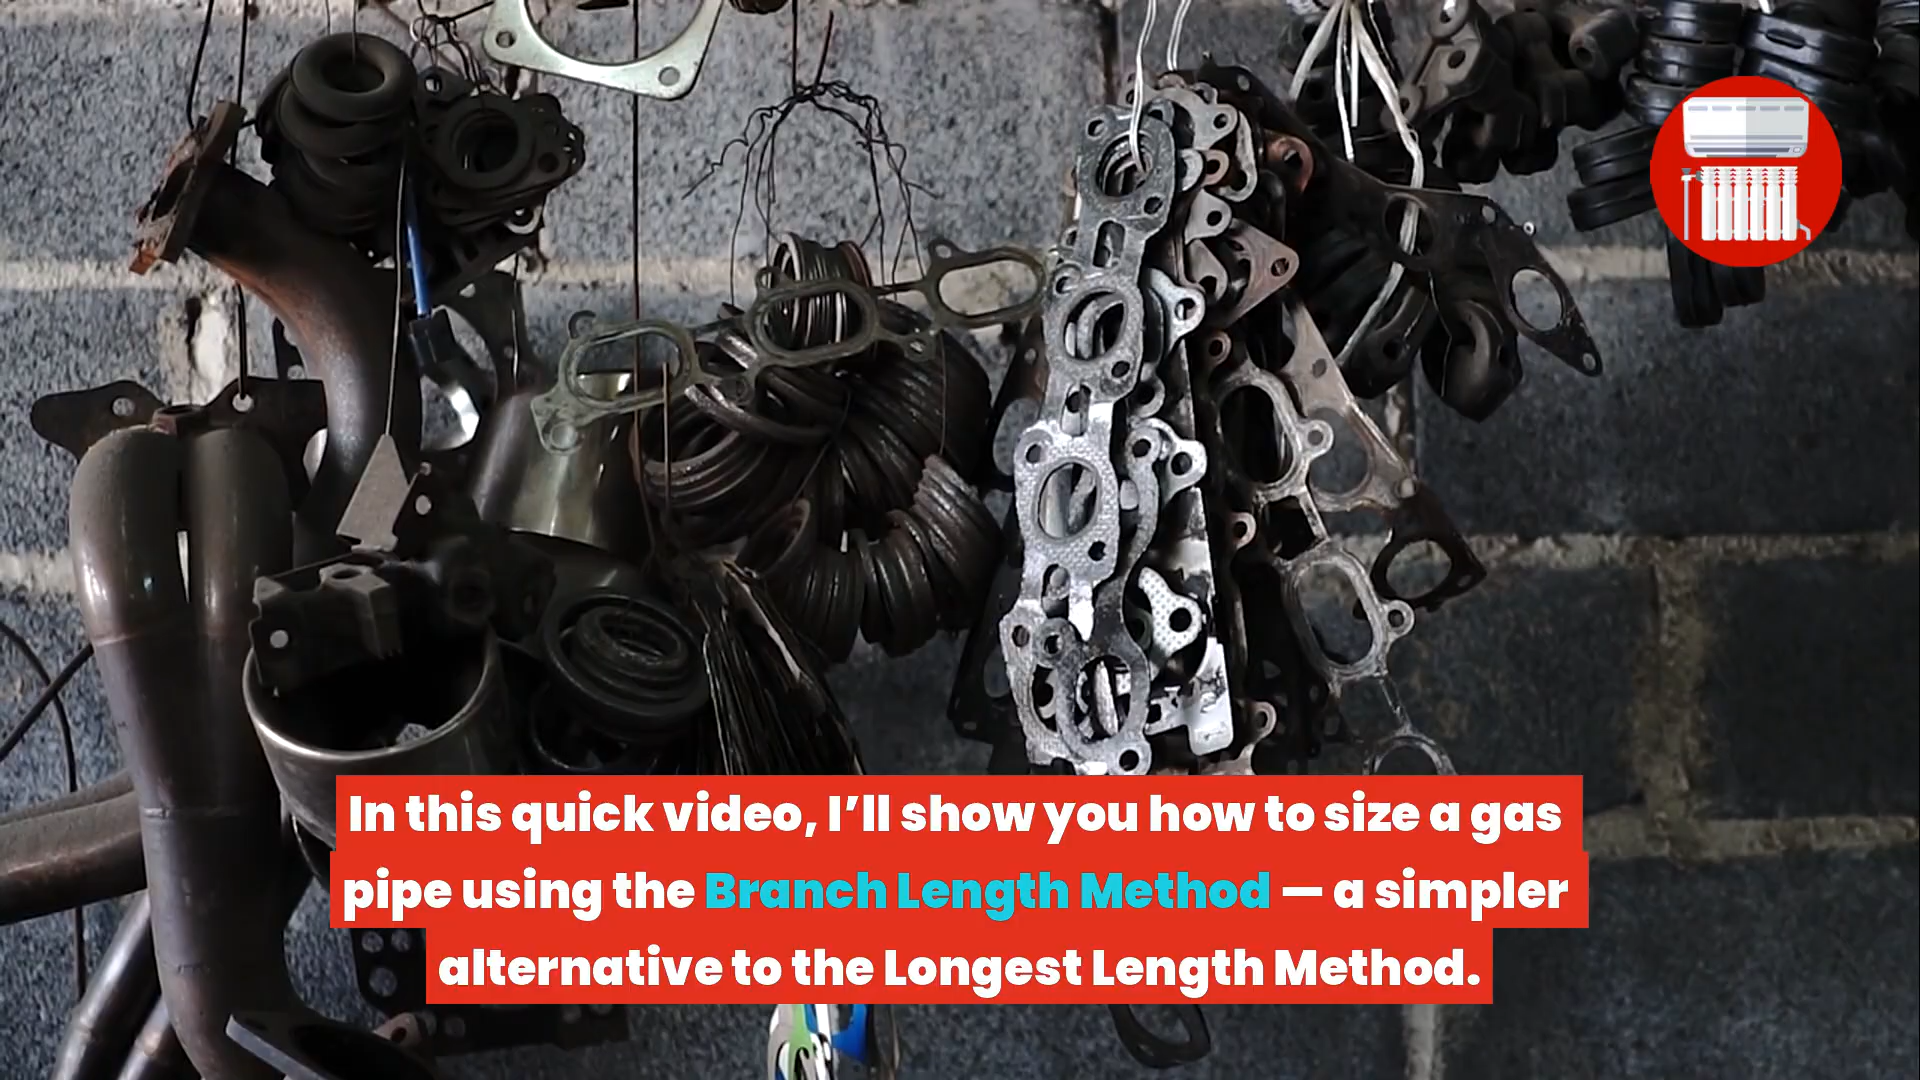 In this quick video, I’ll show you how to size a gas
pipe using the Branch Length Method — a simpler
alternative to the Longest Length Method.